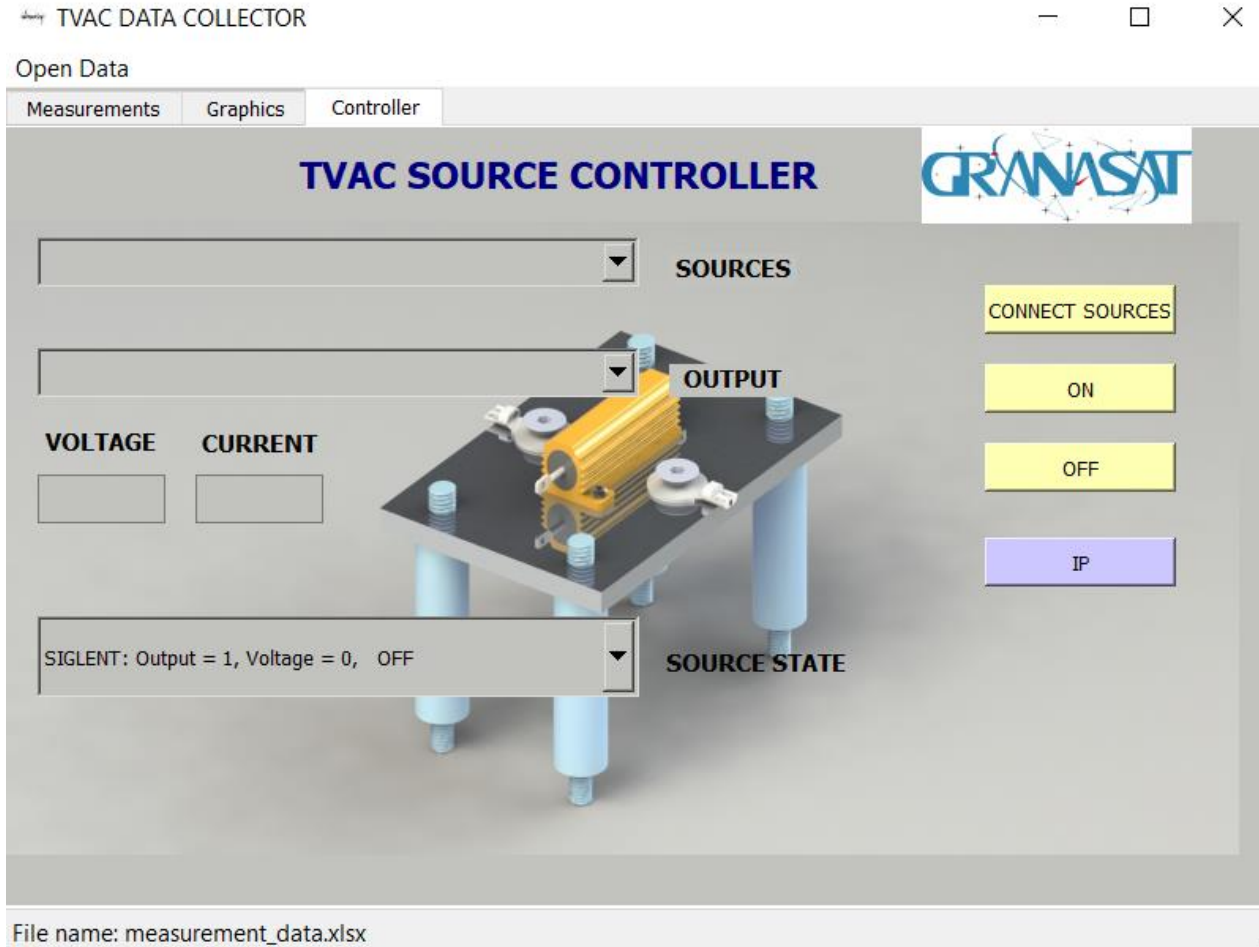 TVAC DATA COLLECTOR
Open Data
Measurements Graphics Controller
TVAC SOURCE CONTROLLER
GRANASAT
SOURCES
CONNECT SOURCES
OUTPUT
ON
VOLTAGE CURRENT
OFF
IP
SIGLENT: Output = 1, Voltage = 0, OFF
SOURCE STATE
File name: measurement_data.xlsx